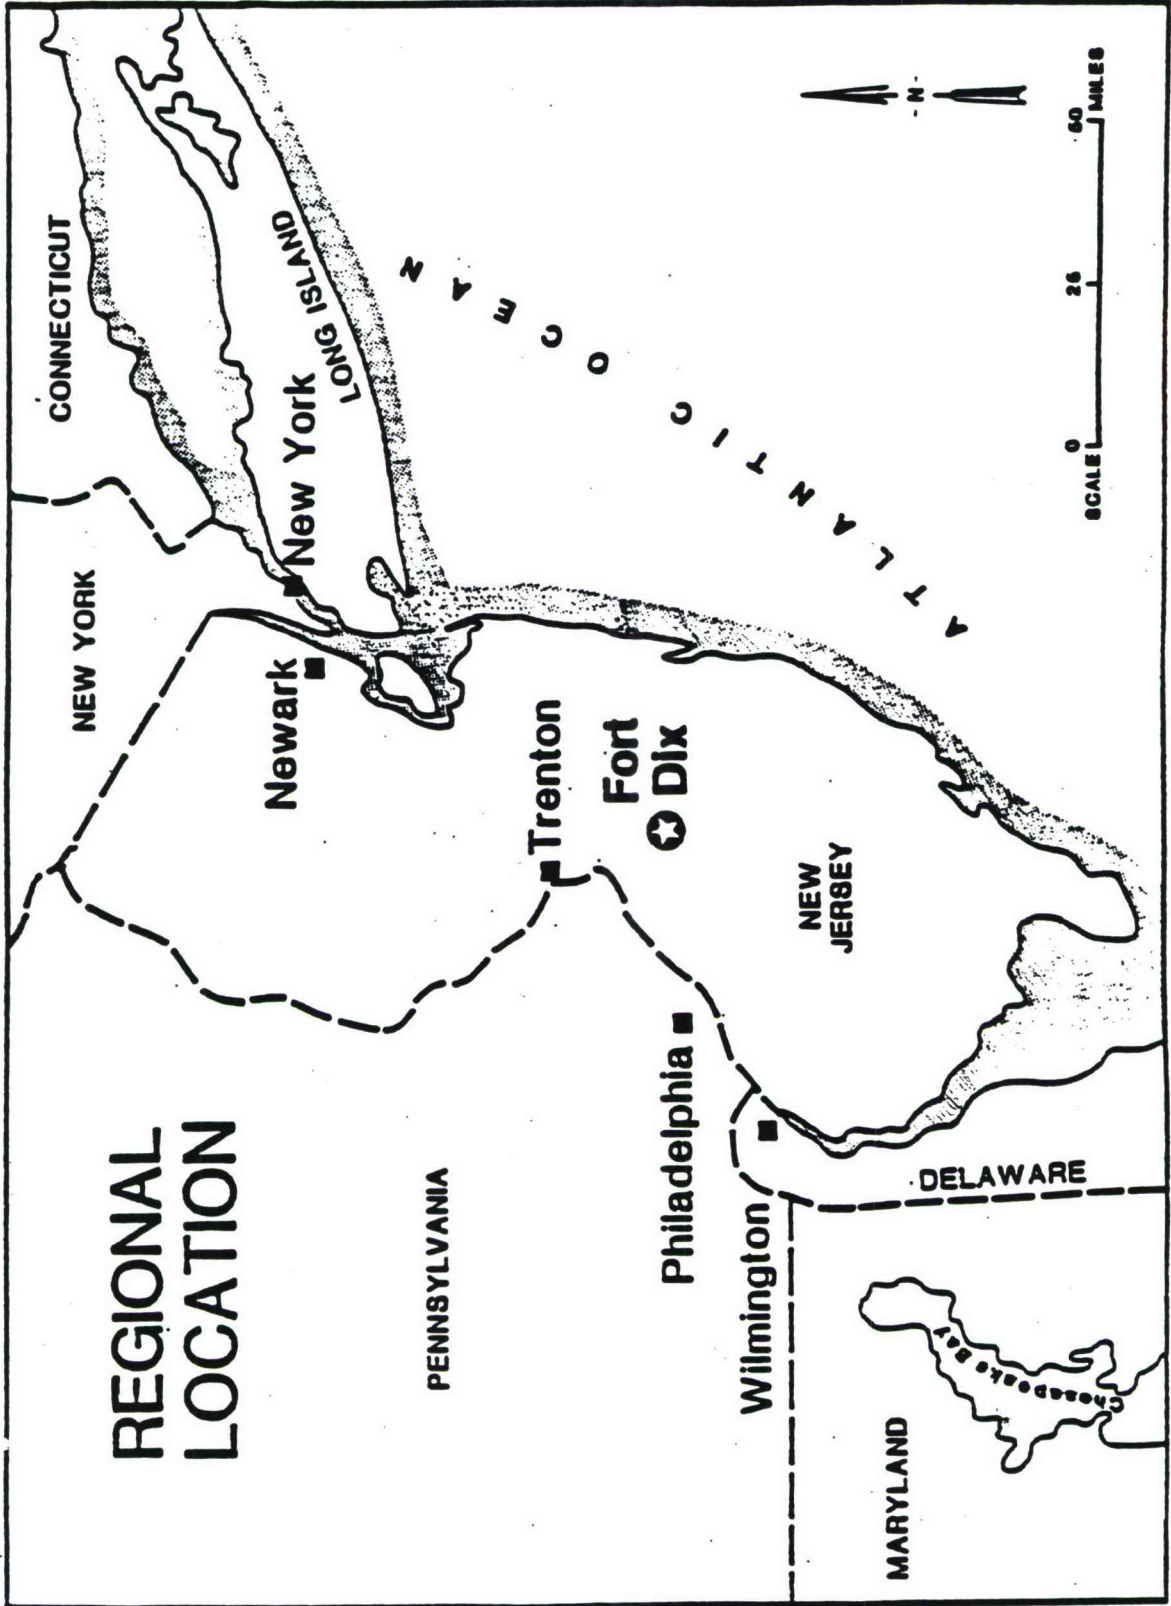 REGIONAL
LOCATION
CONNECTICUT
NEW YORK
LONG ISLAND
New York
Newark
PENNSYLVANIA
Trenton
Fort
Dix
ATLANTIC OCEAN
Philadelphia
NEW
JERSEY
Wilmington
DELAWARE
MARYLAND
Chesapeake BAY
- N -
SCALE 0 25 50 MILES